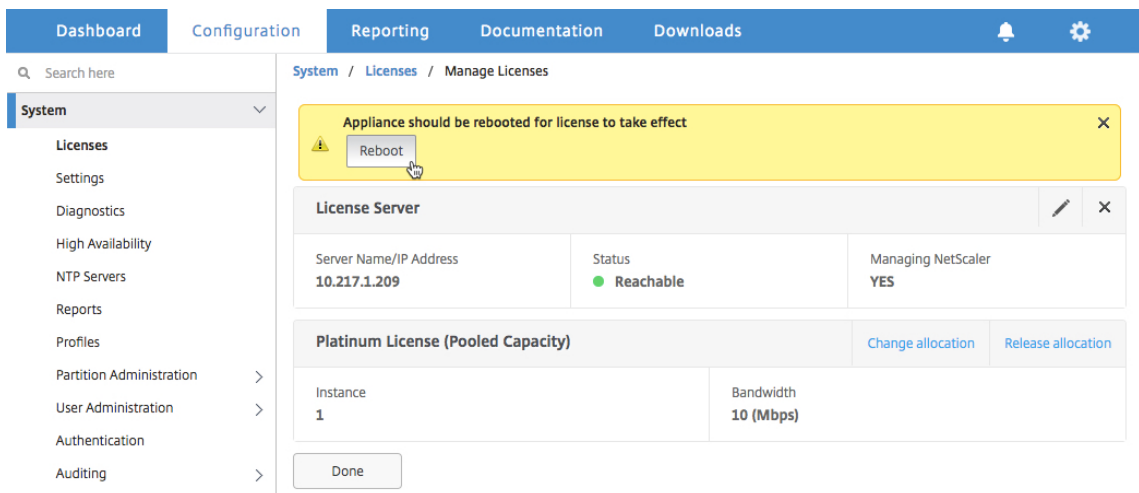 Dashboard Configuration Reporting Documentation Downloads
Search here
System
Licenses
Settings
Diagnostics
High Availability
NTP Servers
Reports
Profiles
Partition Administration
User Administration
Authentication
Auditing
System / Licenses / Manage Licenses
Appliance should be rebooted for license to take effect
Reboot
License Server
Server Name/IP Address Status Managing NetScaler
10.217.1.209 Reachable YES
Platinum License (Pooled Capacity) Change allocation Release allocation
Instance Bandwidth
1 10 (Mbps)
Done